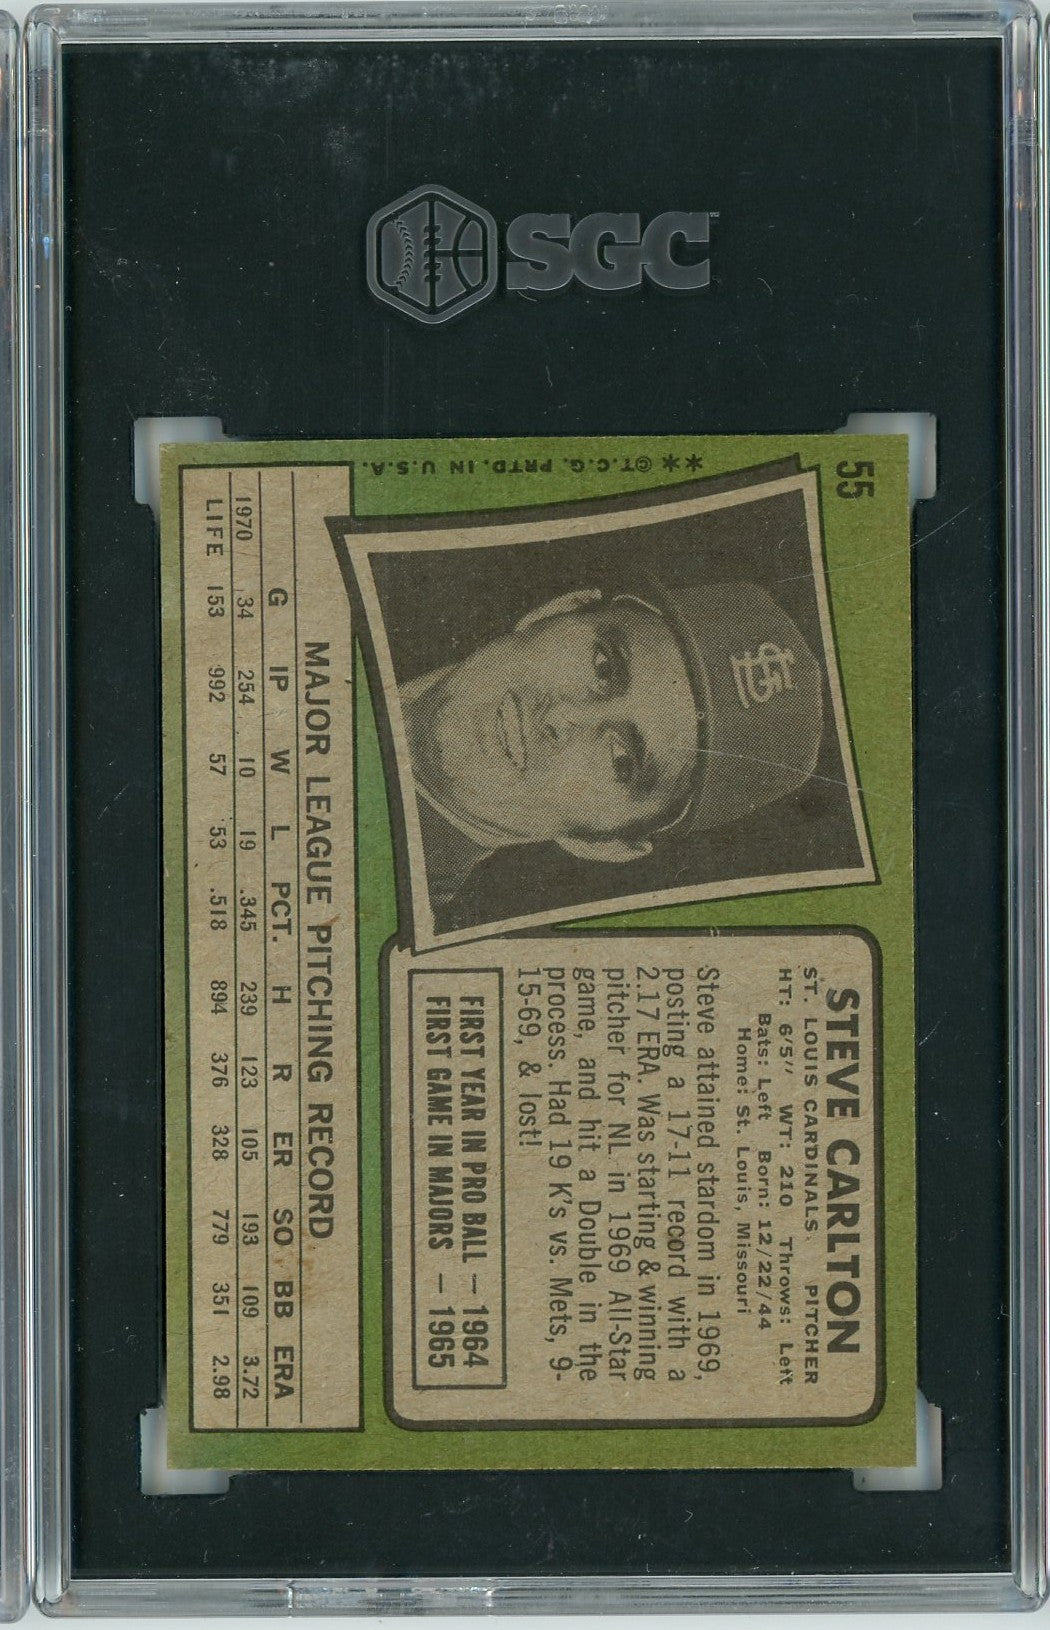 SGC™
55
**©T.C.G. PRTD. IN U.S.A.
STEVE CARLTON
ST. LOUIS CARDINALS PITCHER
HT: 6'5" WT: 210 Throws: Left
Bats: Left Born: 12/22/44
Home: St. Louis, Missouri
Steve attained stardom in 1969,
posting a 17-11 record with a
2.17 ERA. Was starting & winning
pitcher for NL in 1969 All-Star
game, and hit a Double in the
process. Had 19 K's vs. Mets, 9-
15-69, & lost!
FIRST YEAR IN PRO BALL — 1964
FIRST GAME IN MAJORS — 1965
MAJOR LEAGUE PITCHING RECORD
G IP W L PCT. H R ER SO BB ERA
1970 34 254 10 19 .345 239 123 105 193 109 3.72
LIFE 153 992 57 53 .518 894 376 328 779 351 2.98